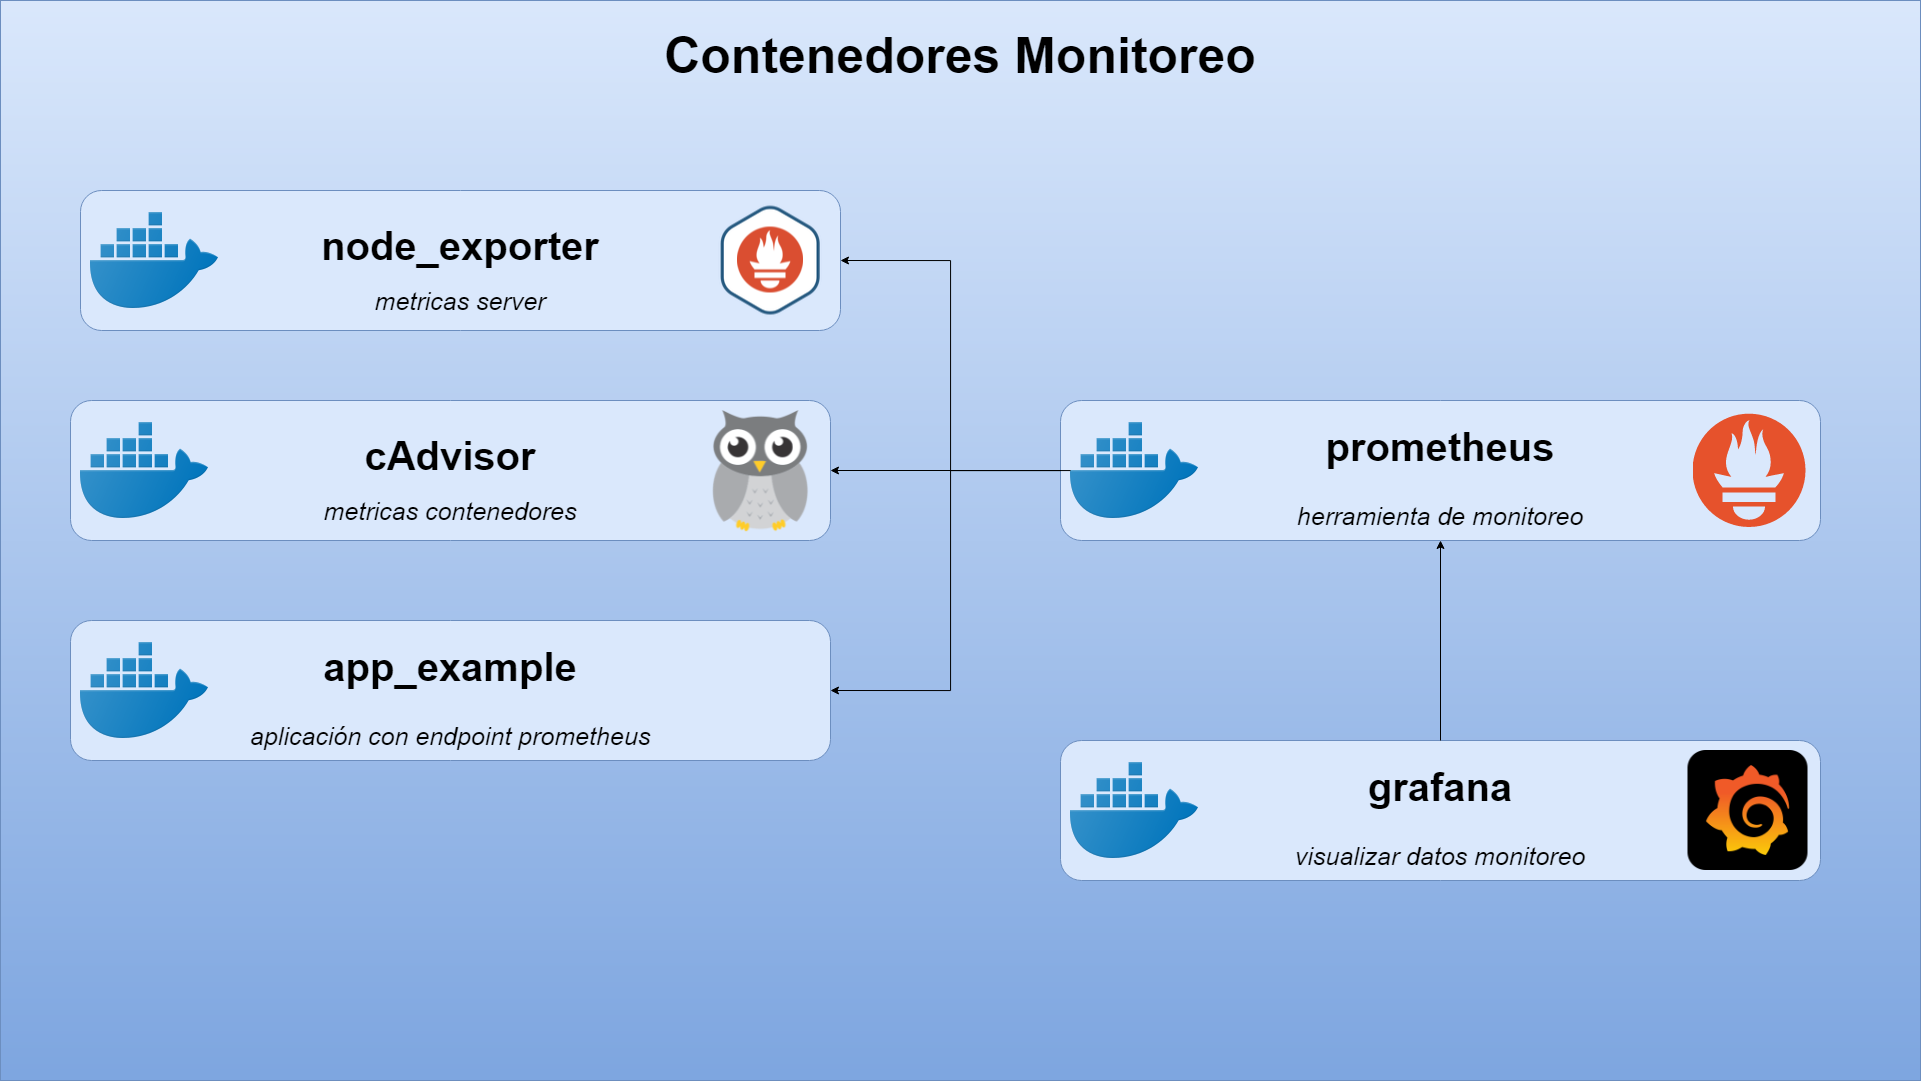 Contenedores Monitoreo
node_exporter
metricas server
cAdvisor
metricas contenedores
app_example
aplicación con endpoint prometheus
prometheus
herramienta de monitoreo
grafana
visualizar datos monitoreo